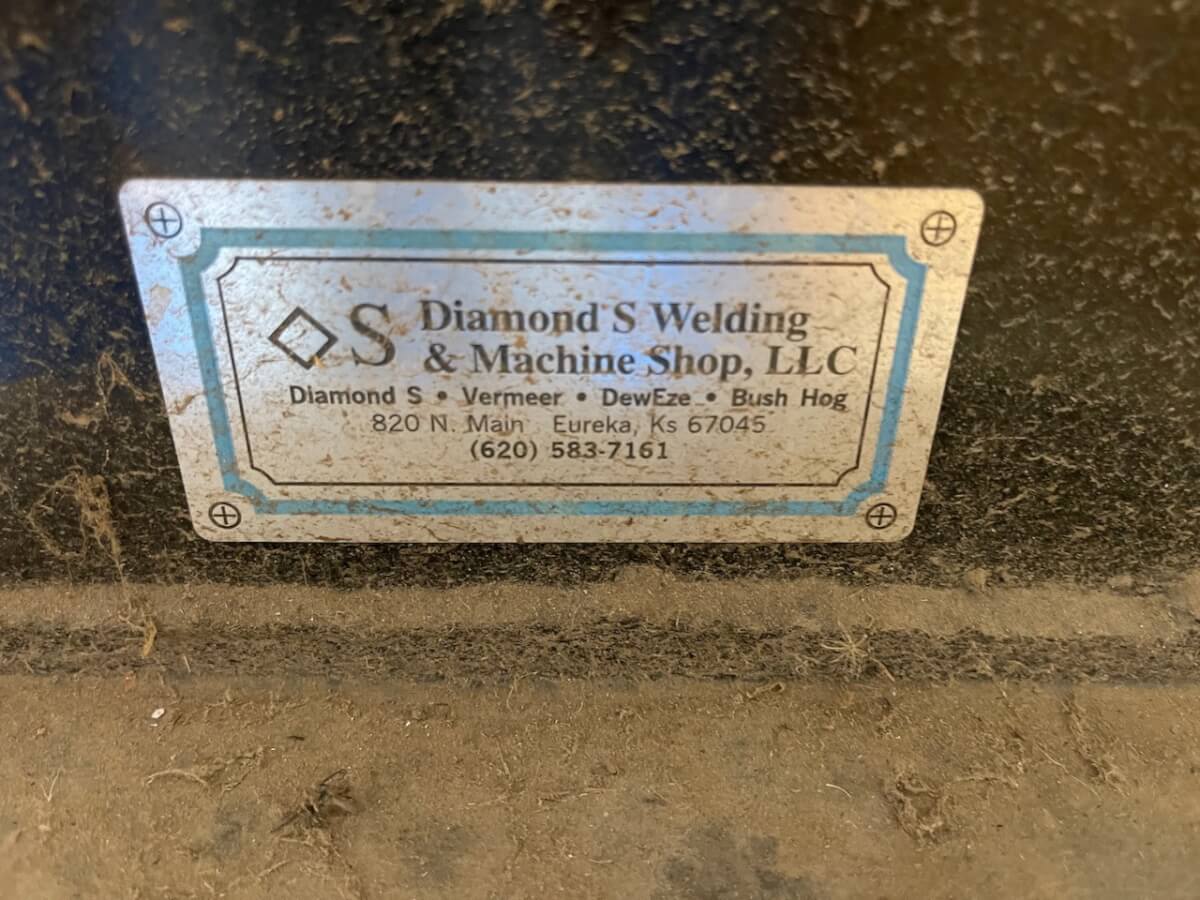 S Diamond S Welding
& Machine Shop, LLC
Diamond S • Vermeer • DewEze • Bush Hog
820 N. Main Eureka, Ks 67045
(620) 583-7161